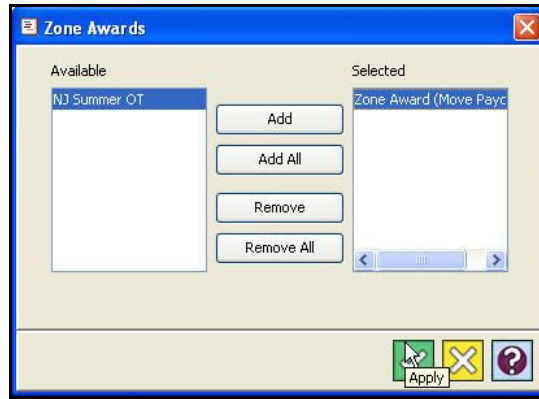 Zone Awards
Available
Selected
NJ Summer OT
Zone Award (Move Payc
Add
Add All
Remove
Remove All
?
Apply